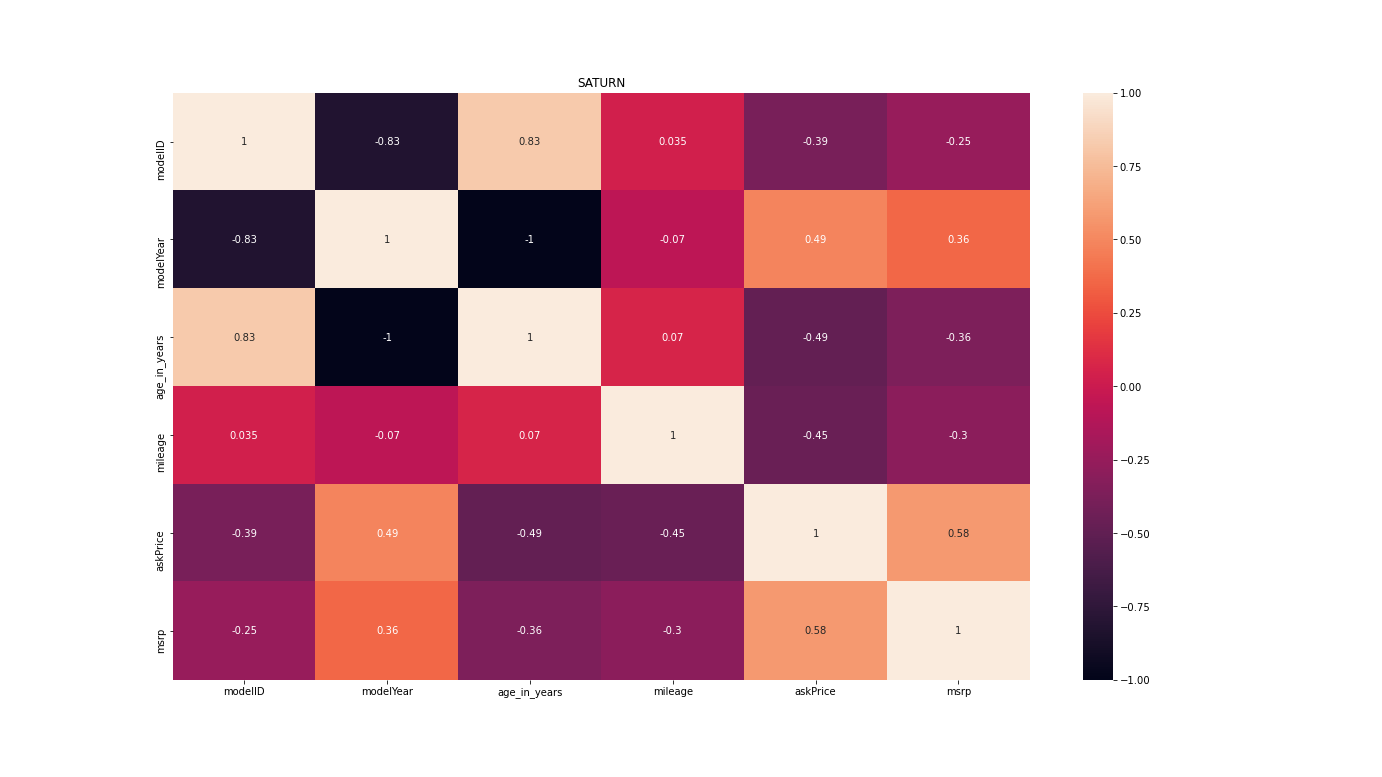 SATURN
modelID 1 -0.83 0.83 0.035 -0.39 -0.25
modelYear -0.83 1 -1 -0.07 0.49 0.36
age_in_years 0.83 -1 1 0.07 -0.49 -0.36
mileage 0.035 -0.07 0.07 1 -0.45 -0.3
askPrice -0.39 0.49 -0.49 -0.45 1 0.58
msrp -0.25 0.36 -0.36 -0.3 0.58 1
modelID modelYear age_in_years mileage askPrice msrp
1.00
0.75
0.50
0.25
0.00
−0.25
−0.50
−0.75
−1.00